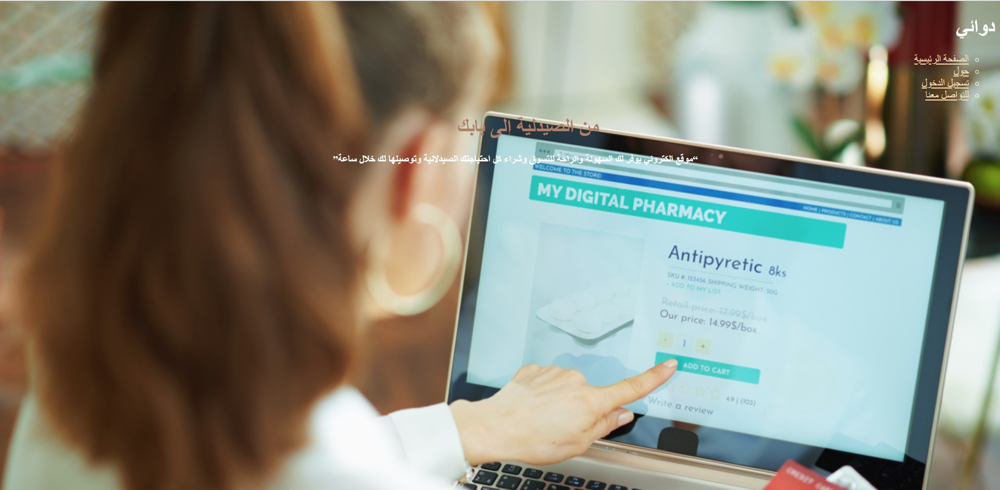 دوائي
الصفحة الرئيسية
حول
تسجيل الدخول
للتواصل معنا
من الصيدلية إلى بابك
“موقع الكتروني يوفر لك السهولة والراحة للتسوق وشراء كل احتياجتك الصيدلانية وتوصيلها لك خلال ساعة”
WELCOME TO THE STORE!
HOME | PRODUCTS | CONTACT | ABOUT US
MY DIGITAL PHARMACY
Antipyretic 8ks
SKU #: 123456 SHIPPING WEIGHT: 50G
+ ADD TO MY LIST
Retail price: 17.99$/box
Our price: 14.99$/box
- 1 +
ADD TO CART
4.9 | (103)
Write a review
CREDIT